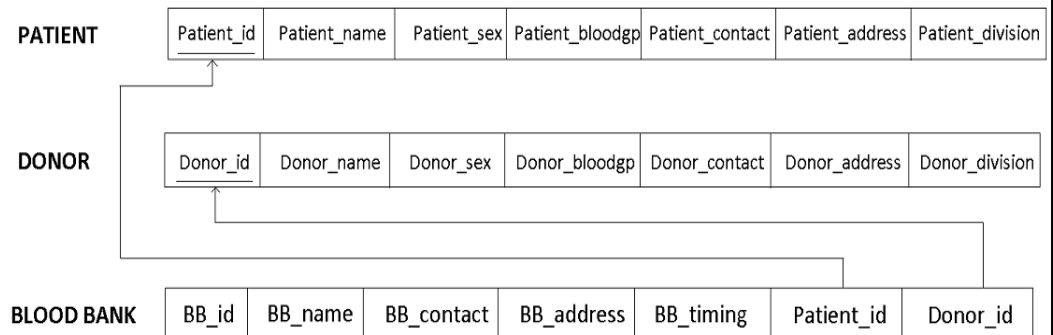 PATIENT Patient_id Patient_name Patient_sex Patient_bloodgp Patient_contact Patient_address Patient_division
DONOR Donor_id Donor_name Donor_sex Donor_bloodgp Donor_contact Donor_address Donor_division
BLOOD BANK BB_id BB_name BB_contact BB_address BB_timing Patient_id Donor_id